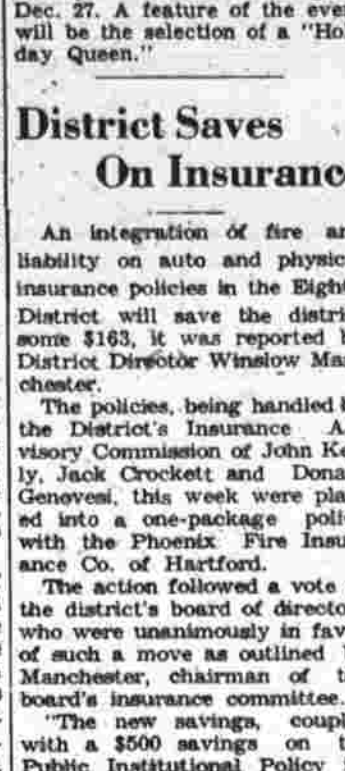 Dec. 27. A feature of the eve
will be the selection of a "Ho
day Queen."
District Saves
On Insuranc
An integration of fire an
liability on auto and physic
insurance policies in the Eight
District will save the distri
some $163, it was reported b
District Director Winslow Man
chester.
The policies, being handled b
the District's Insurance A
visory Commission of John Ke
ly, Jack Crockett and Dona
Genovesi, this week were pla
ed into a one-package poli
with the Phoenix Fire Insu
ance Co. of Hartford.
The action followed a vote
the district's board of directo
who were unanimously in fav
of such a move as outlined
Manchester, chairman of t
board's insurance committee.
"The new savings, coupl
with a $500 savings on t
Public Institutional Policy